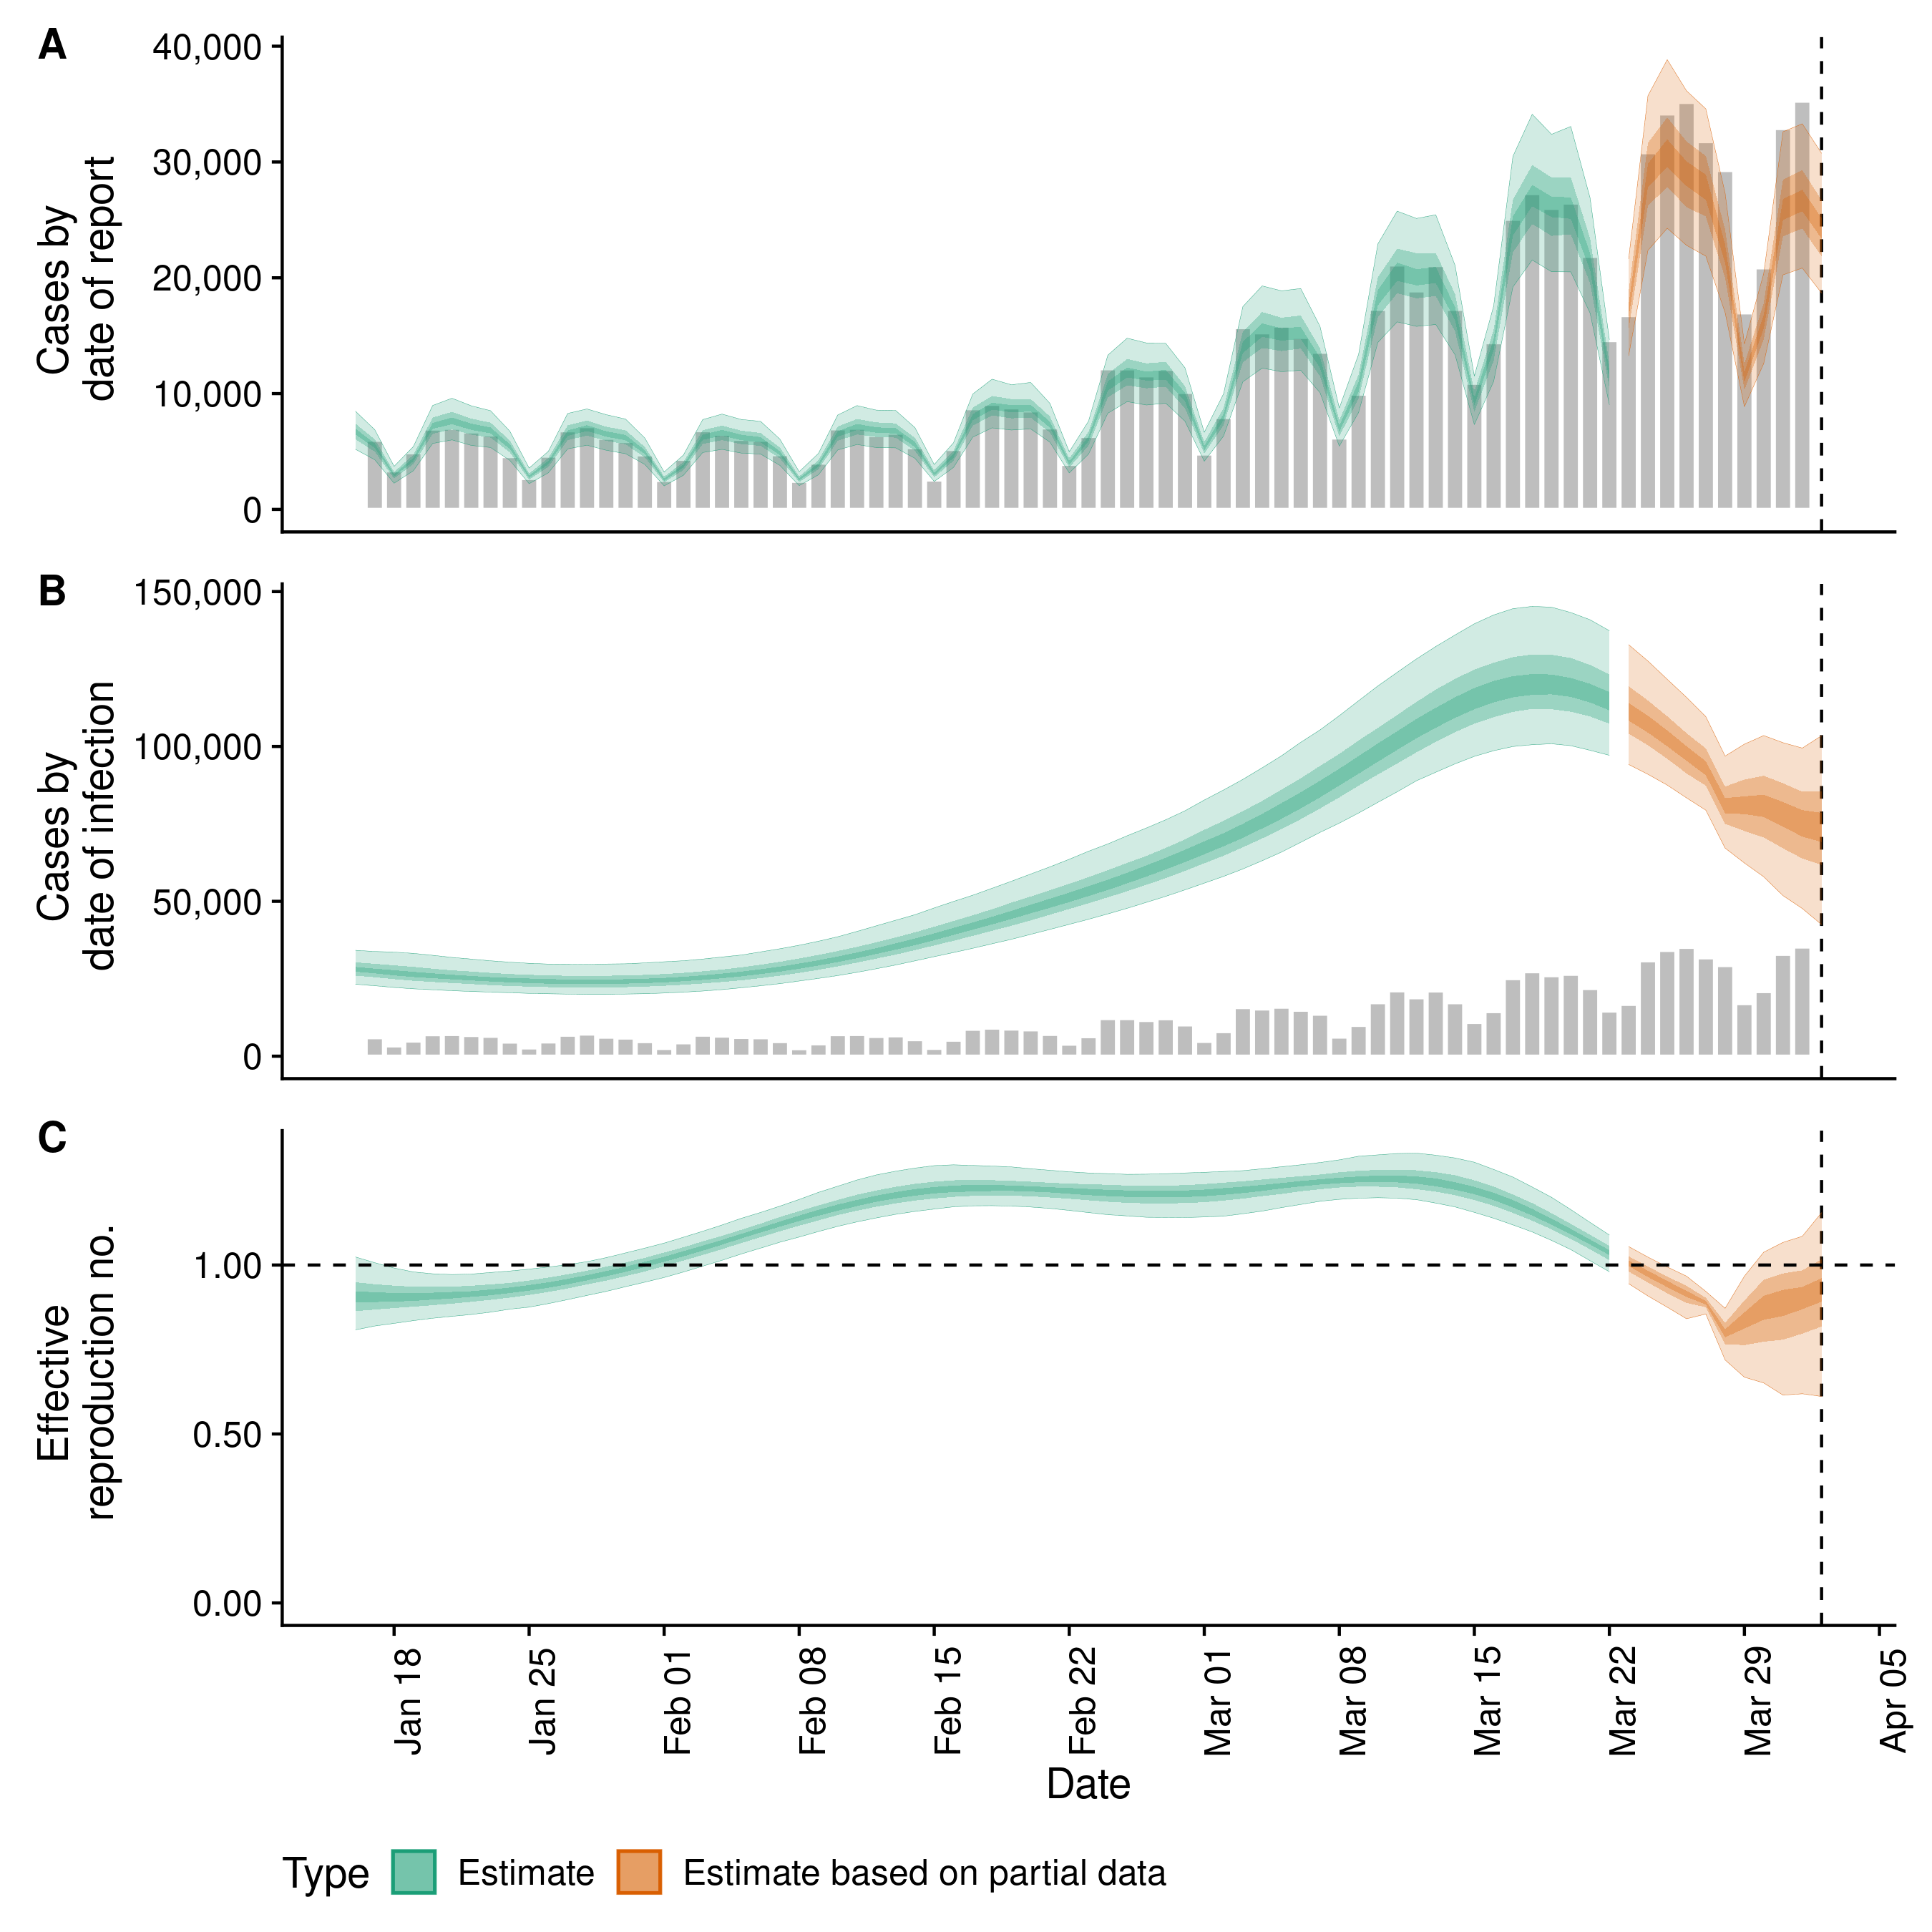 A
Cases by
date of report
40,000
30,000
20,000
10,000
0
B
Cases by
date of infection
150,000
100,000
50,000
0
C
Effective
reproduction no.
1.00
0.50
0.00
Jan 18
Jan 25
Feb 01
Feb 08
Feb 15
Feb 22
Mar 01
Mar 08
Mar 15
Mar 22
Mar 29
Apr 05
Date
Type
Estimate
Estimate based on partial data